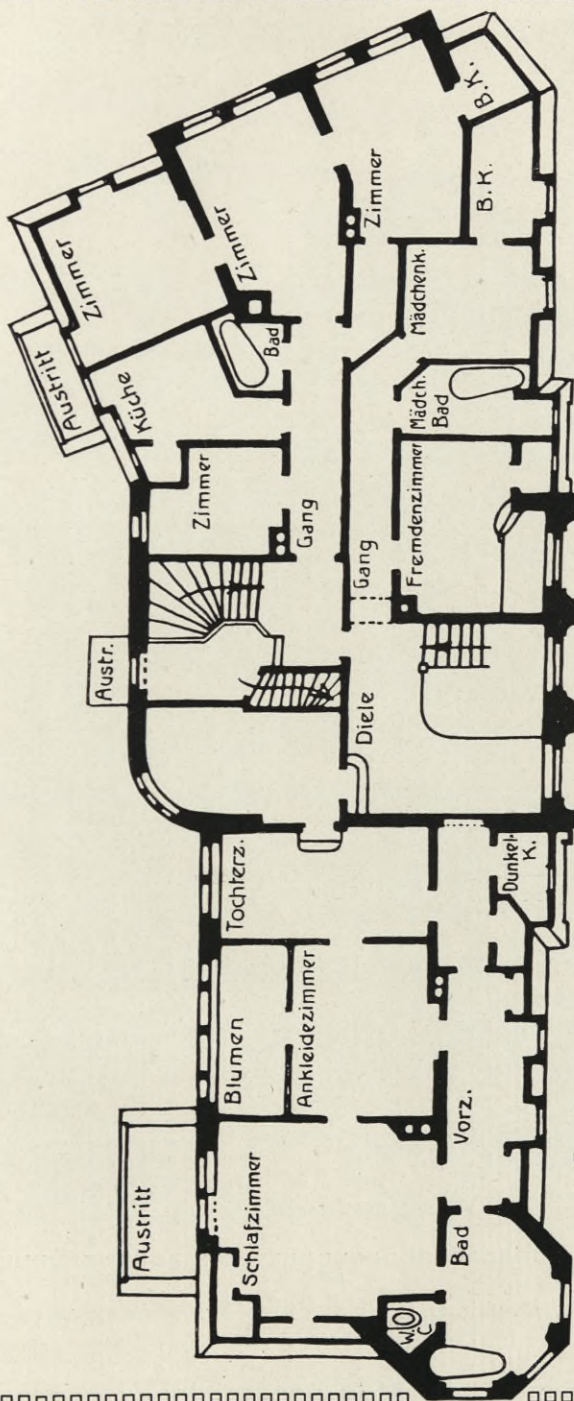 Austritt
Schlafzimmer
W.C
Bad
Blumen
Ankleidezimmer
Vorz.
Tochterz.
Dunkel-
K.
Austr.
Diele
Gang
Gang
Zimmer
Fremdenzimmer
Küche
Bad
Mädch.
Bad
Mädchenk.
Austritt
Zimmer
Zimmer
Zimmer
B.K.
B.K.